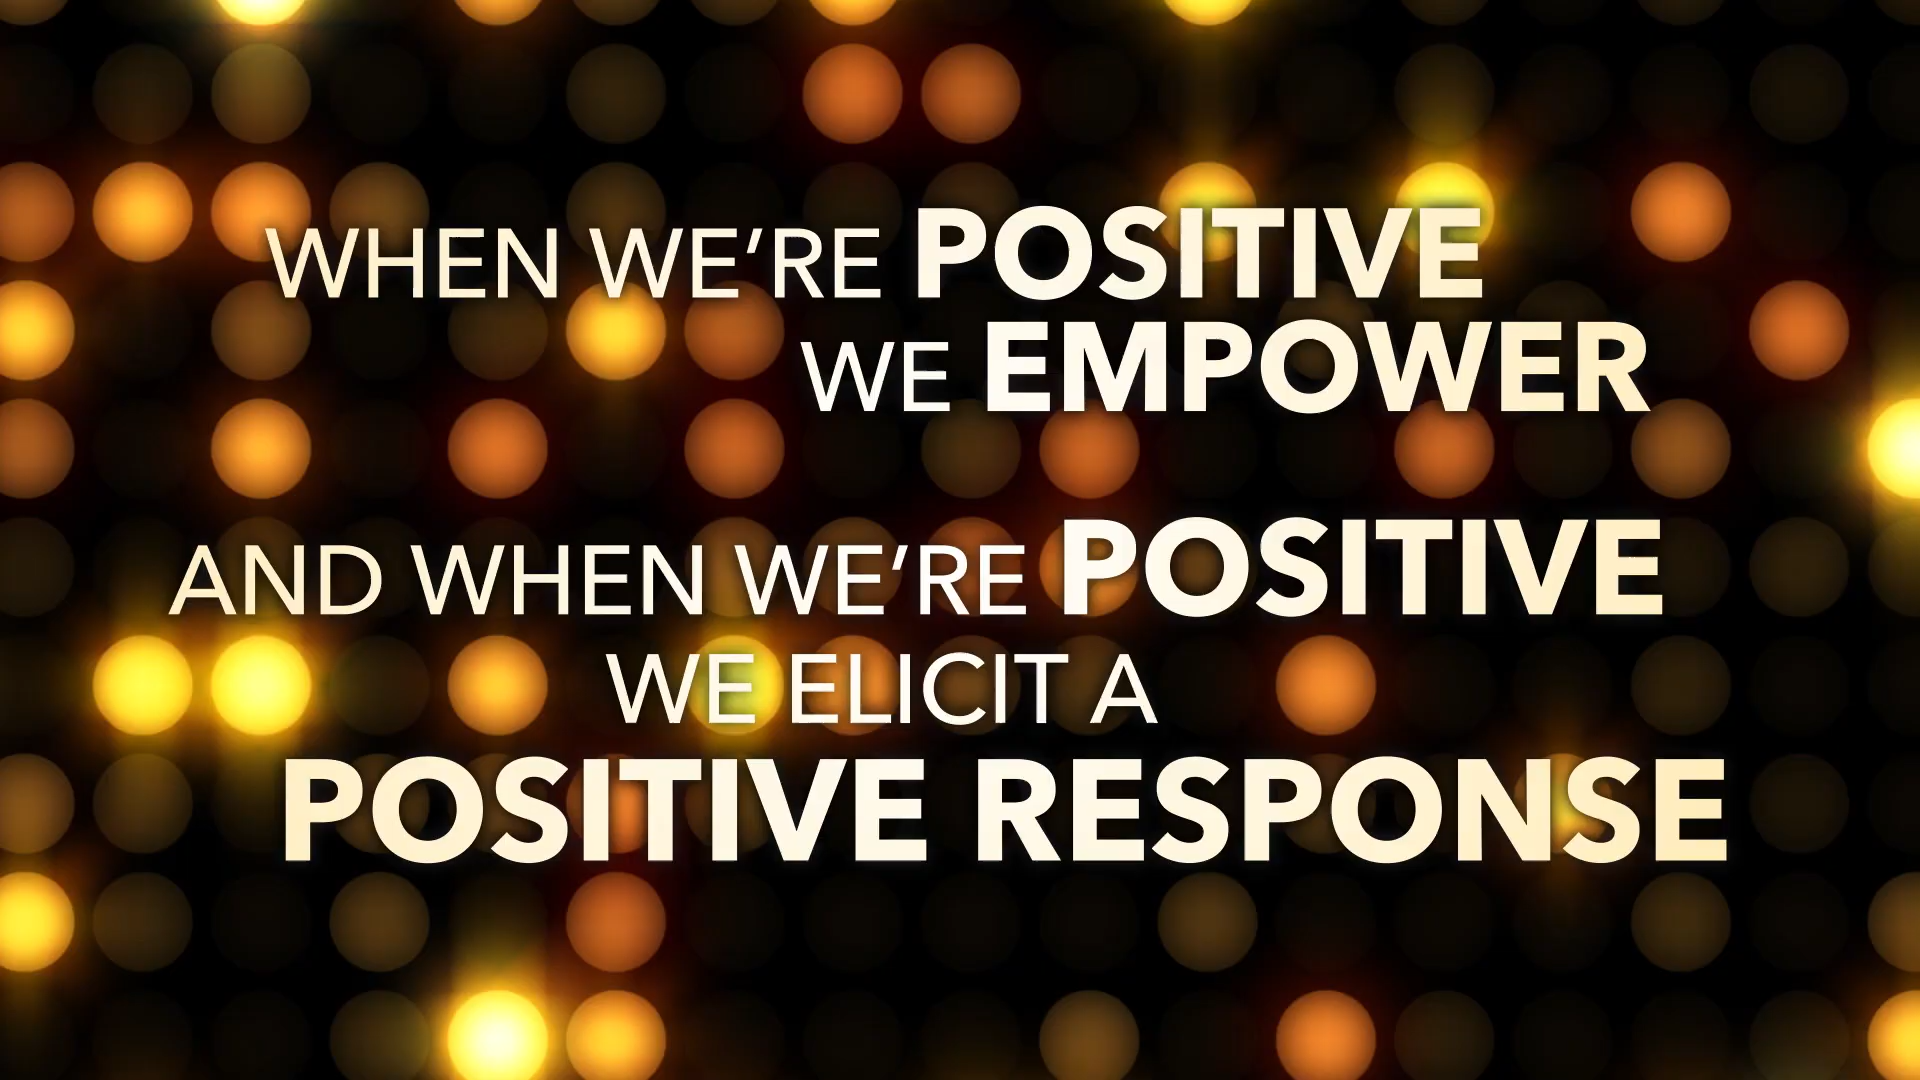 WHEN WE’RE POSITIVE
WE EMPOWER
AND WHEN WE’RE POSITIVE
WE ELICIT A
POSITIVE RESPONSE